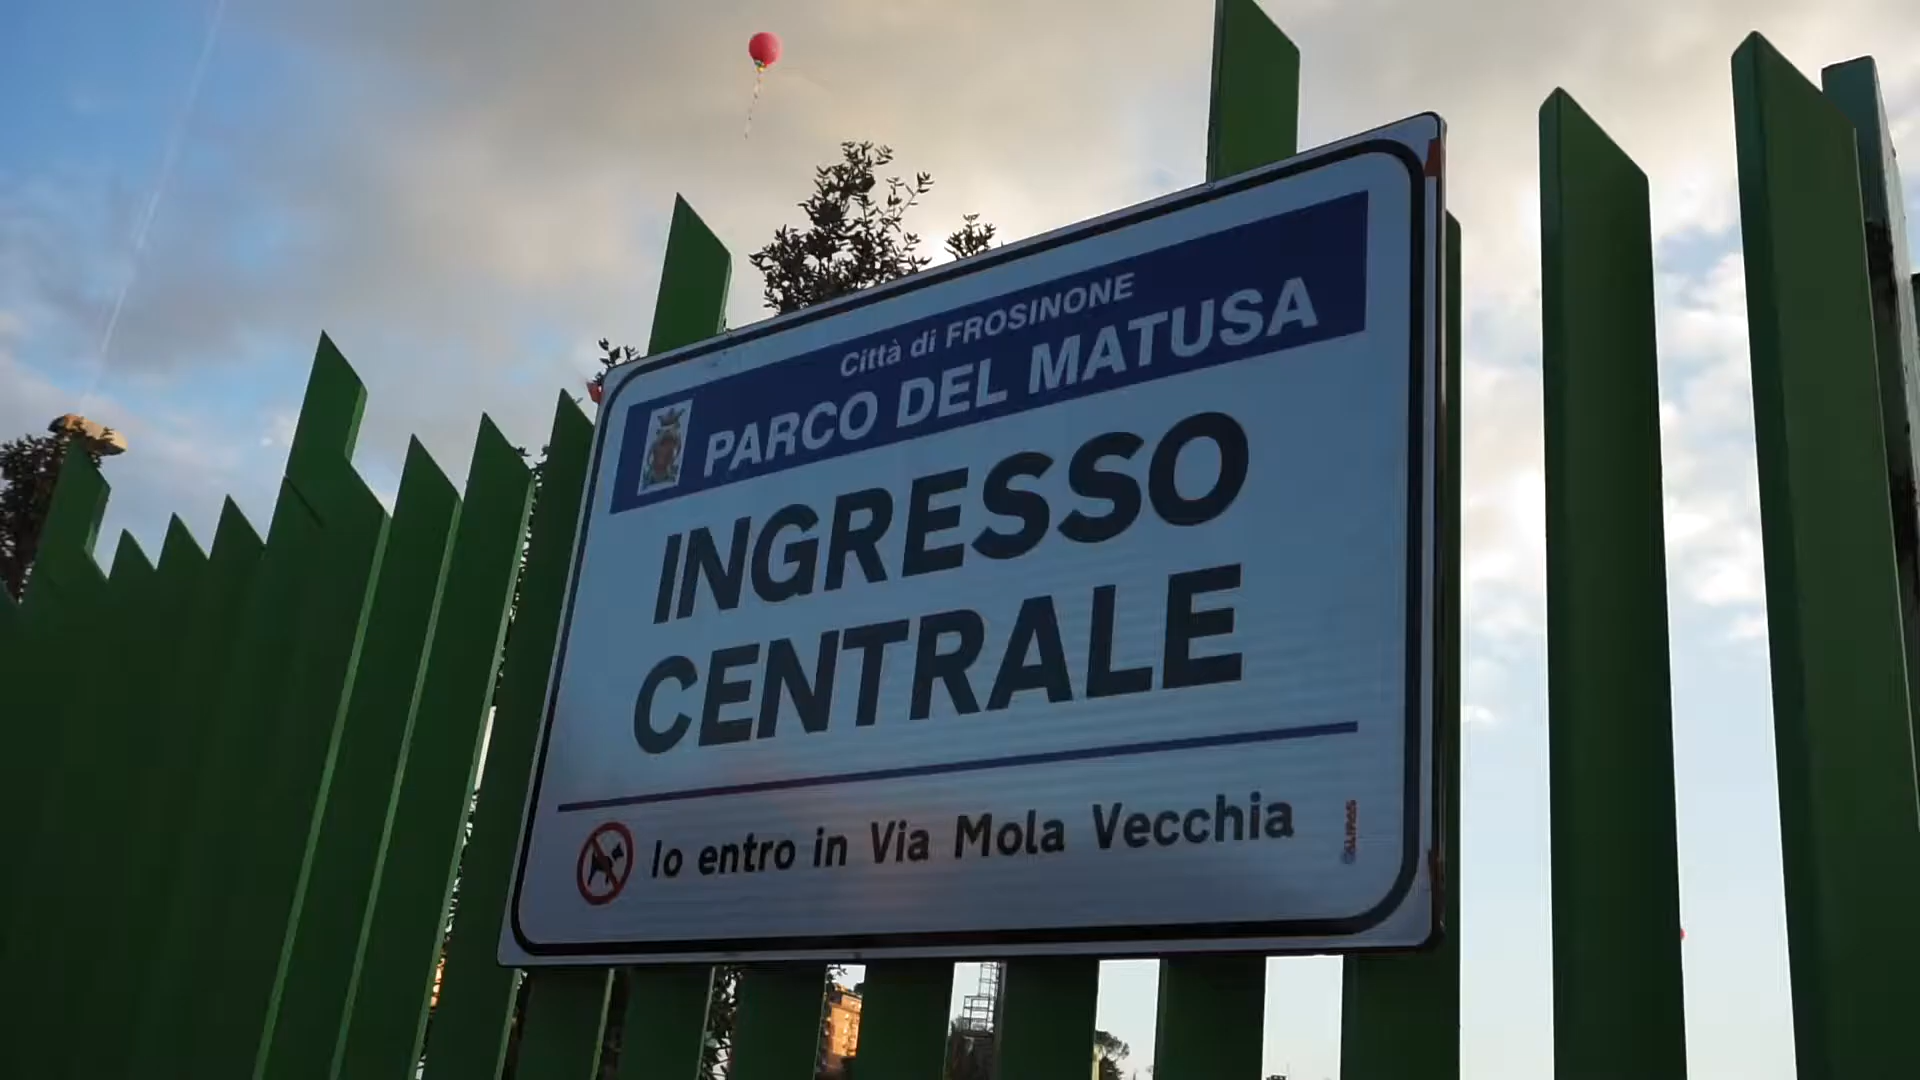 Città di FROSINONE
PARCO DEL MATUSA
INGRESSO
CENTRALE
Io entro in Via Mola Vecchia